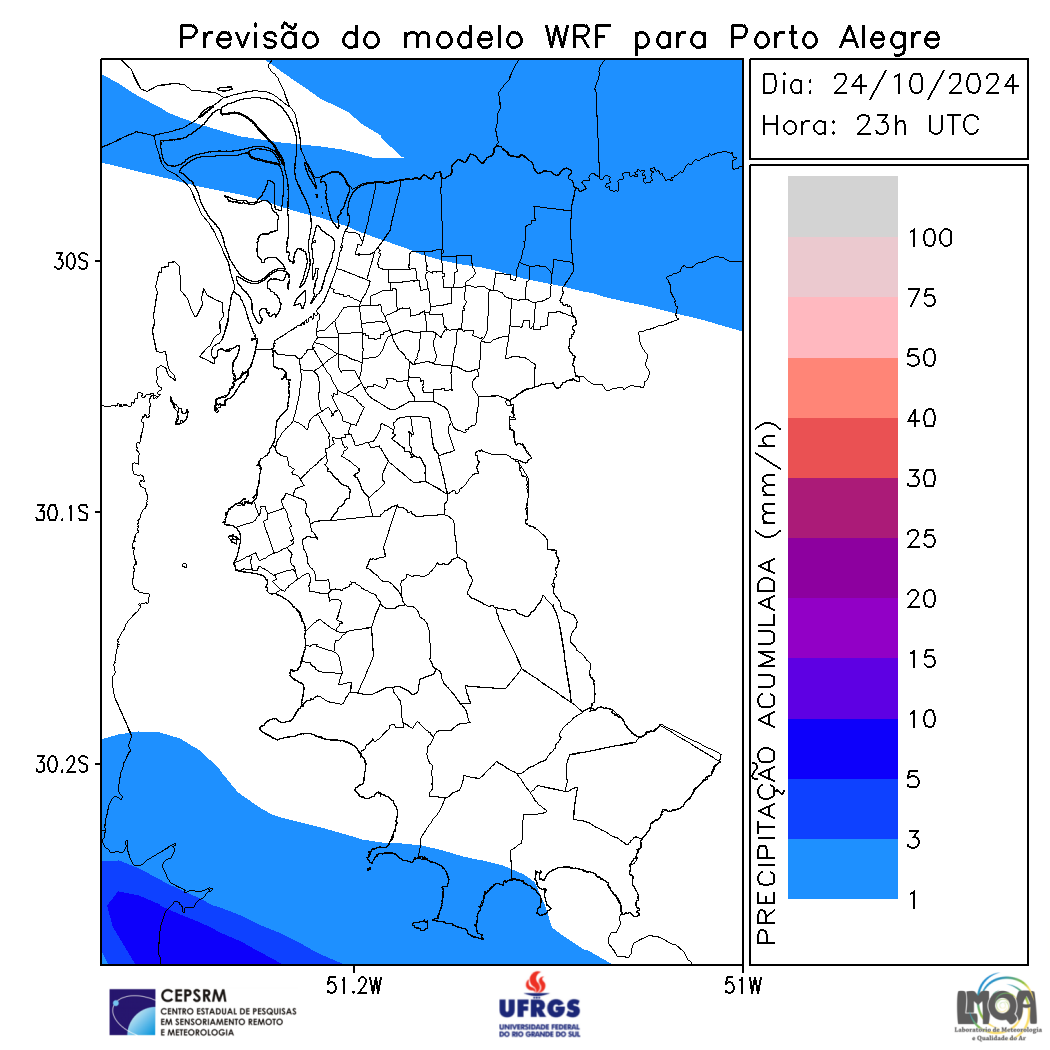 Previsão do modelo WRF para Porto Alegre
Dia: 24/10/2024
Hora: 23h UTC
30S
30.1S
30.2S
51.2W
51W
PRECIPITAÇÃO ACUMULADA (mm/h)
100
75
50
40
30
25
20
15
10
5
3
1
CEPSRM
CENTRO ESTADUAL DE PESQUISAS
EM SENSORIAMENTO REMOTO
E METEOROLOGIA
UFRGS
UNIVERSIDADE FEDERAL
DO RIO GRANDE DO SUL
LMQA
Laboratório de Meteorologia
e Qualidade do Ar